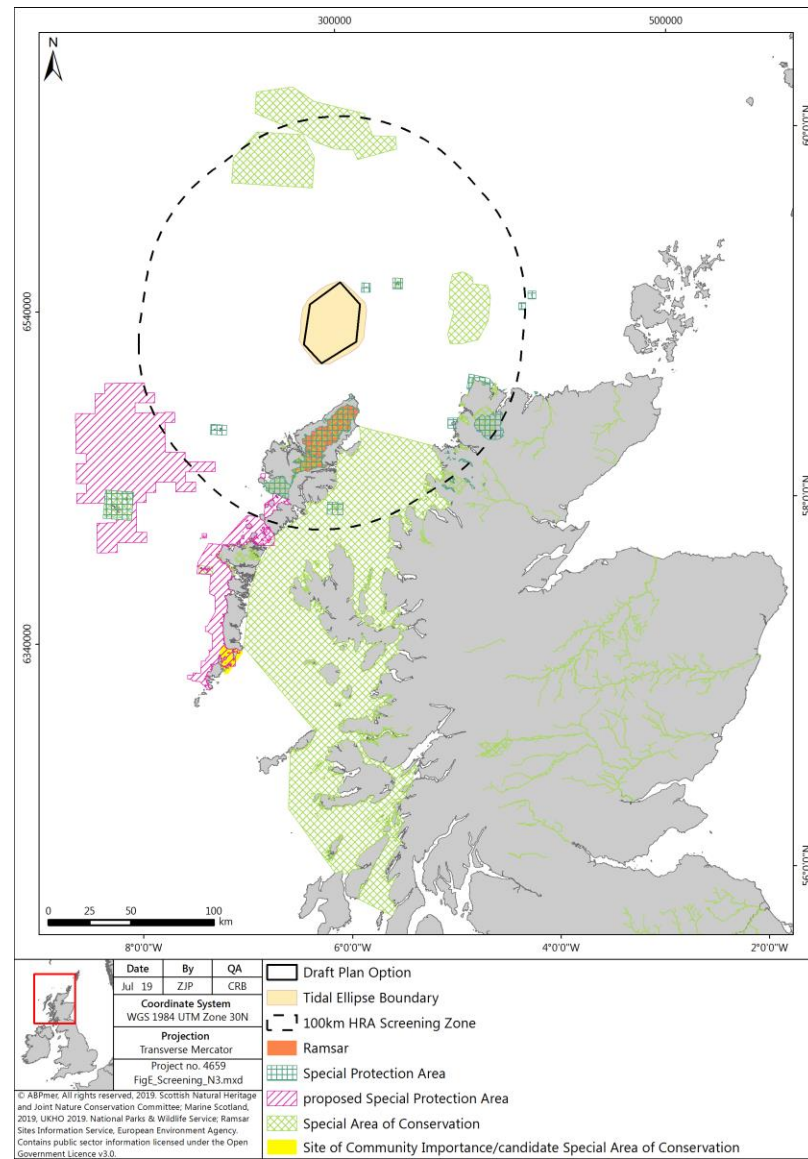 300000 500000
N
60°0'0"N
6540000
58°0'0"N
6340000
56°0'0"N
0 25 50 100
km
8°0'0"W 6°0'0"W 4°0'0"W 2°0'0"W
Date By QA
Jul 19 ZJP CRB
Coordinate System
WGS 1984 UTM Zone 30N
Projection
Transverse Mercator
Project no. 4659
FigE_Screening_N3.mxd
© ABPmer, All rights reserved, 2019. Scottish Natural Heritage
and Joint Nature Conservation Committee; Marine Scotland,
2019, UKHO 2019. National Parks & Wildlife Service; Ramsar
Sites Information Service, European Environment Agency.
Contains public sector information licensed under the Open
Government Licence v3.0.
Draft Plan Option
Tidal Ellipse Boundary
100km HRA Screening Zone
Ramsar
Special Protection Area
proposed Special Protection Area
Special Area of Conservation
Site of Community Importance/candidate Special Area of Conservation